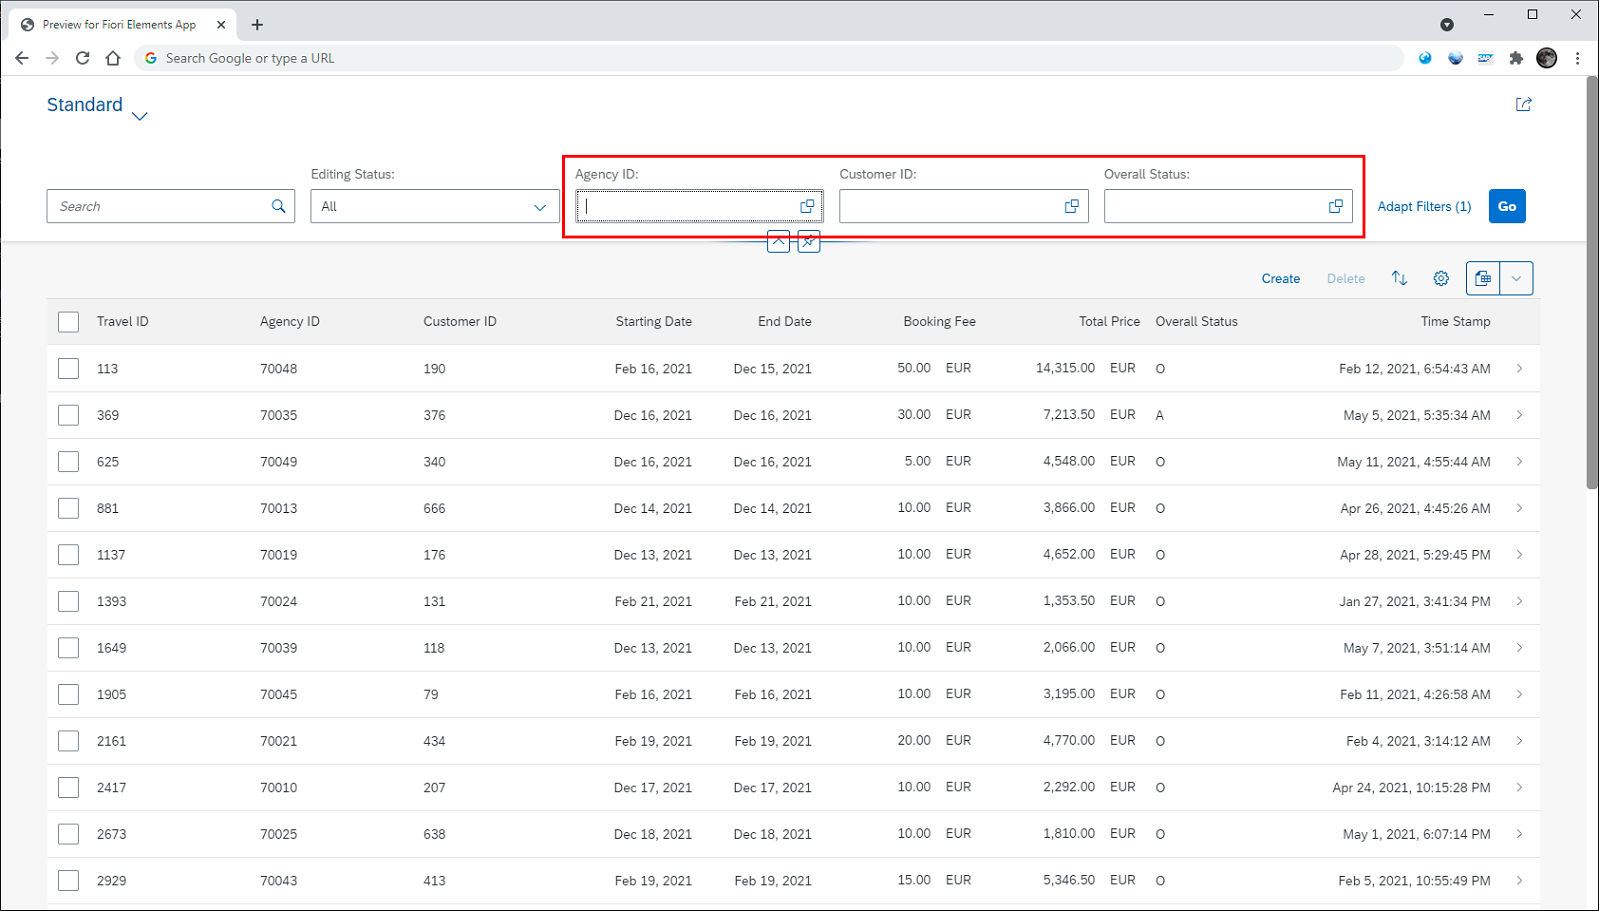 Preview for Fiori Elements App
Search Google or type a URL
SAP
Standard
Editing Status: Agency ID: Customer ID: Overall Status:
Search All Adapt Filters (1) Go
Create Delete
Travel ID Agency ID Customer ID Starting Date End Date Booking Fee Total Price Overall Status Time Stamp
113 70048 190 Feb 16, 2021 Dec 15, 2021 50.00 EUR 14,315.00 EUR O Feb 12, 2021, 6:54:43 AM
369 70035 376 Dec 16, 2021 Dec 16, 2021 30.00 EUR 7,213.50 EUR A May 5, 2021, 5:35:34 AM
625 70049 340 Dec 16, 2021 Dec 16, 2021 5.00 EUR 4,548.00 EUR O May 11, 2021, 4:55:44 AM
881 70013 666 Dec 14, 2021 Dec 14, 2021 10.00 EUR 3,866.00 EUR O Apr 26, 2021, 4:45:26 AM
1137 70019 176 Dec 13, 2021 Dec 13, 2021 10.00 EUR 4,652.00 EUR O Apr 28, 2021, 5:29:45 PM
1393 70024 131 Feb 21, 2021 Feb 21, 2021 10.00 EUR 1,353.50 EUR O Jan 27, 2021, 3:41:34 PM
1649 70039 118 Dec 13, 2021 Dec 13, 2021 10.00 EUR 2,066.00 EUR O May 7, 2021, 3:51:14 AM
1905 70045 79 Feb 16, 2021 Feb 16, 2021 10.00 EUR 3,195.00 EUR O Feb 11, 2021, 4:26:58 AM
2161 70021 434 Feb 19, 2021 Feb 19, 2021 20.00 EUR 4,770.00 EUR O Feb 4, 2021, 3:14:12 AM
2417 70010 207 Dec 17, 2021 Dec 17, 2021 10.00 EUR 2,292.00 EUR O Apr 24, 2021, 10:15:28 PM
2673 70025 638 Dec 18, 2021 Dec 18, 2021 10.00 EUR 1,810.00 EUR O May 1, 2021, 6:07:14 PM
2929 70043 413 Feb 19, 2021 Feb 19, 2021 15.00 EUR 5,346.50 EUR O Feb 5, 2021, 10:55:49 PM